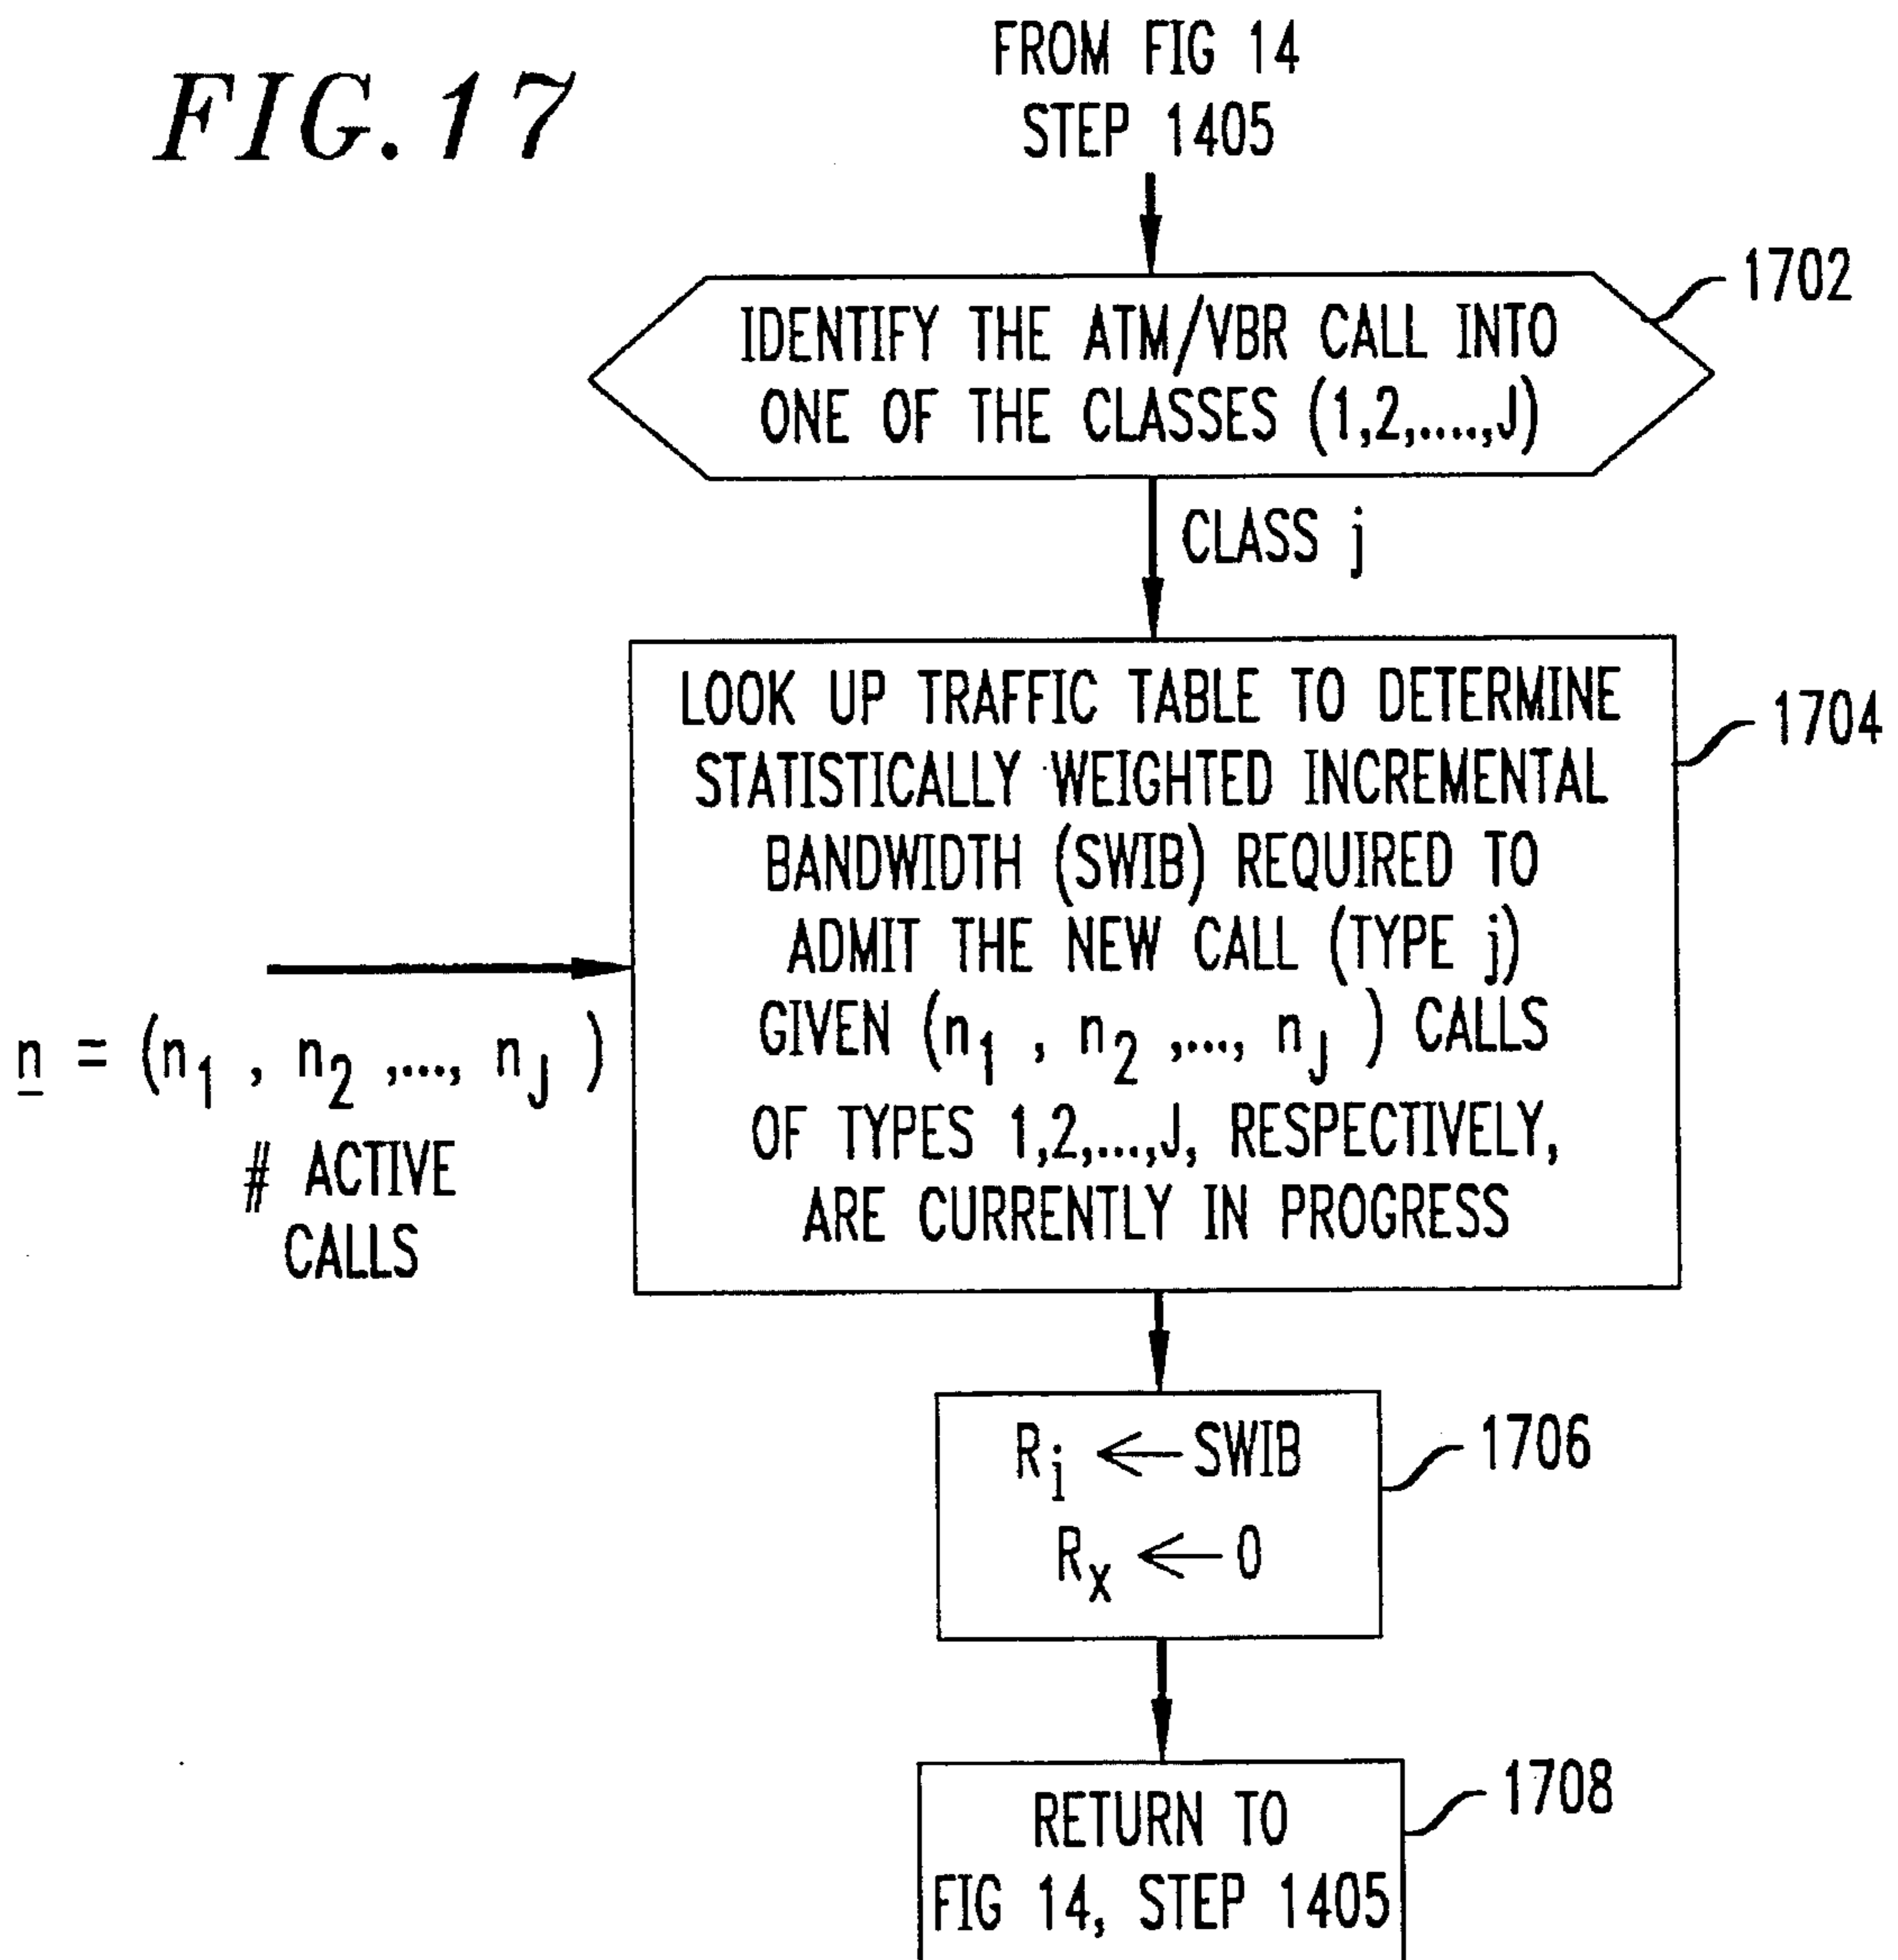 FIG.17
FROM FIG 14
STEP 1405
IDENTIFY THE ATM/VBR CALL INTO
ONE OF THE CLASSES (1,2,....,J)
1702
CLASS j
LOOK UP TRAFFIC TABLE TO DETERMINE
STATISTICALLY WEIGHTED INCREMENTAL
BANDWIDTH (SWIB) REQUIRED TO
ADMIT THE NEW CALL (TYPE j)
GIVEN (n1 , n2 ,..., nJ ) CALLS
OF TYPES 1,2,...,J, RESPECTIVELY,
ARE CURRENTLY IN PROGRESS
1704
n = (n1 , n2 ,..., nJ )
# ACTIVE
CALLS
Ri ← SWIB
Rx ← 0
1706
RETURN TO
FIG 14, STEP 1405
1708